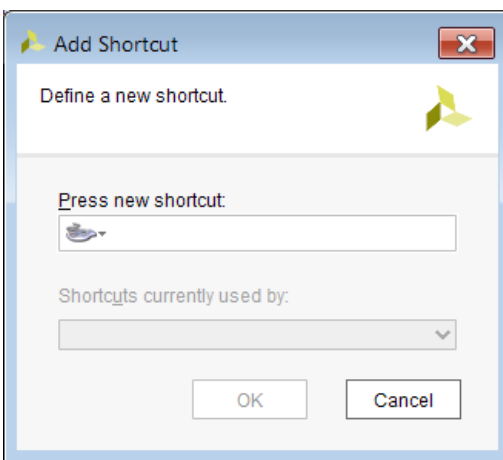 Add Shortcut
Define a new shortcut.
Press new shortcut:
Shortcuts currently used by:
OK
Cancel